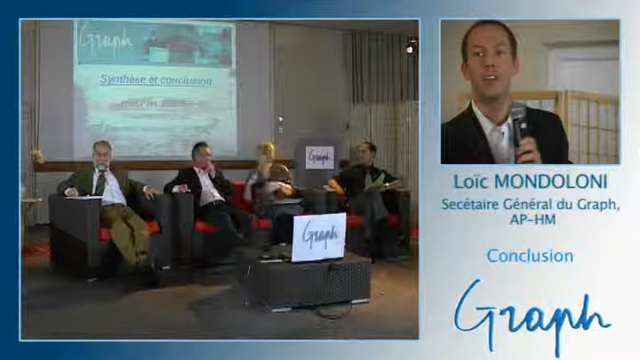 Graph
Synthèse et conclusion
Graph
Graph
Loïc MONDOLONI
Secétaire Général du Graph,
AP-HM
Conclusion
Graph